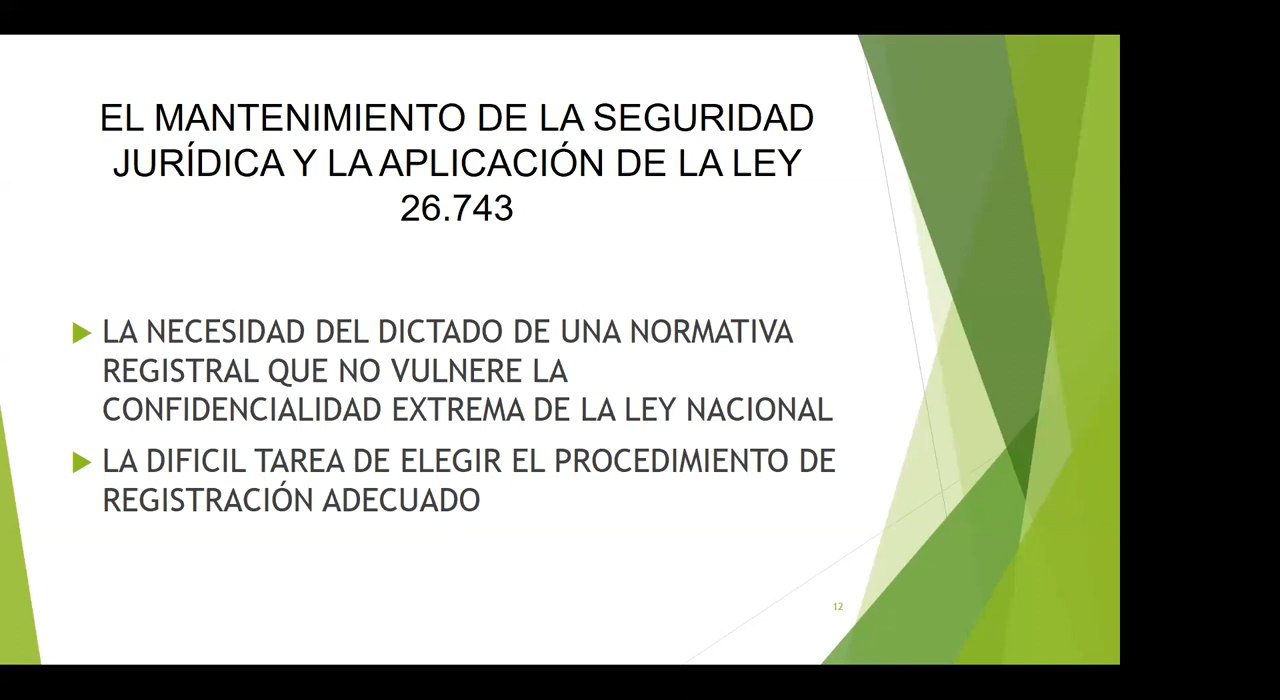 EL MANTENIMIENTO DE LA SEGURIDAD
JURÍDICA Y LA APLICACIÓN DE LA LEY
26.743
LA NECESIDAD DEL DICTADO DE UNA NORMATIVA
REGISTRAL QUE NO VULNERE LA
CONFIDENCIALIDAD EXTREMA DE LA LEY NACIONAL
LA DIFICIL TAREA DE ELEGIR EL PROCEDIMIENTO DE
REGISTRACIÓN ADECUADO
12